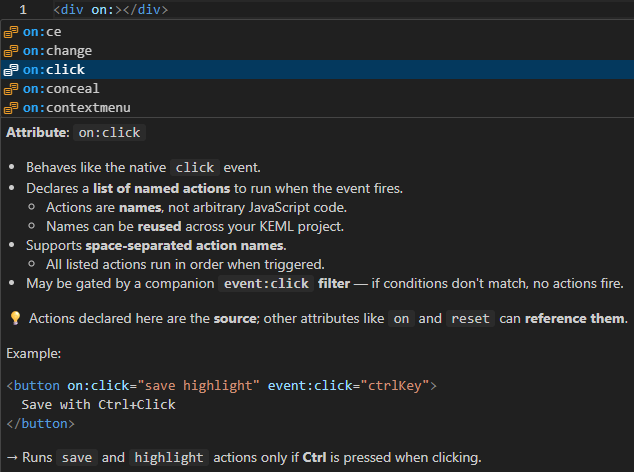 1 <div on:></div>
on:ce
on:change
on:click
on:conceal
on:contextmenu
Attribute: on:click
• Behaves like the native click event.
• Declares a list of named actions to run when the event fires.
◦ Actions are names, not arbitrary JavaScript code.
◦ Names can be reused across your KEML project.
• Supports space-separated action names.
◦ All listed actions run in order when triggered.
• May be gated by a companion event:click filter — if conditions don't match, no actions fire.
💡 Actions declared here are the source; other attributes like on and reset can reference them.
Example:
<button on:click="save highlight" event:click="ctrlKey">
Save with Ctrl+Click
</button>
→ Runs save and highlight actions only if Ctrl is pressed when clicking.